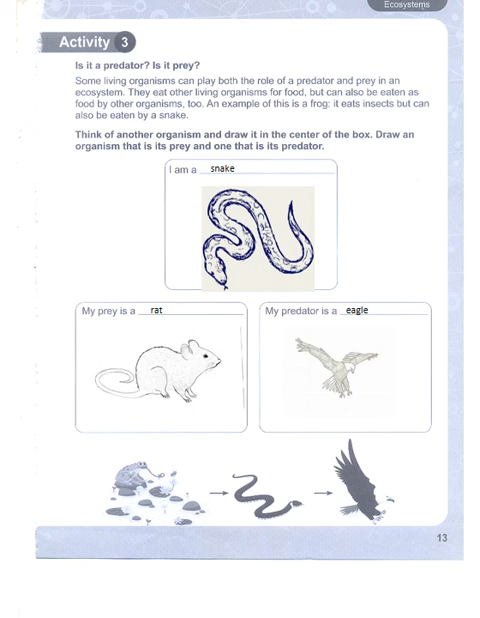 Ecosystems
Activity 3
Is it a predator? Is it prey?
Some living organisms can play both the role of a predator and prey in an
ecosystem. They eat other living organisms for food, but can also be eaten as
food by other organisms, too. An example of this is a frog: it eats insects but can
also be eaten by a snake.
Think of another organism and draw it in the center of the box. Draw an
organism that is its prey and one that is its predator.
I am a snake
My prey is a rat
My predator is a eagle
13